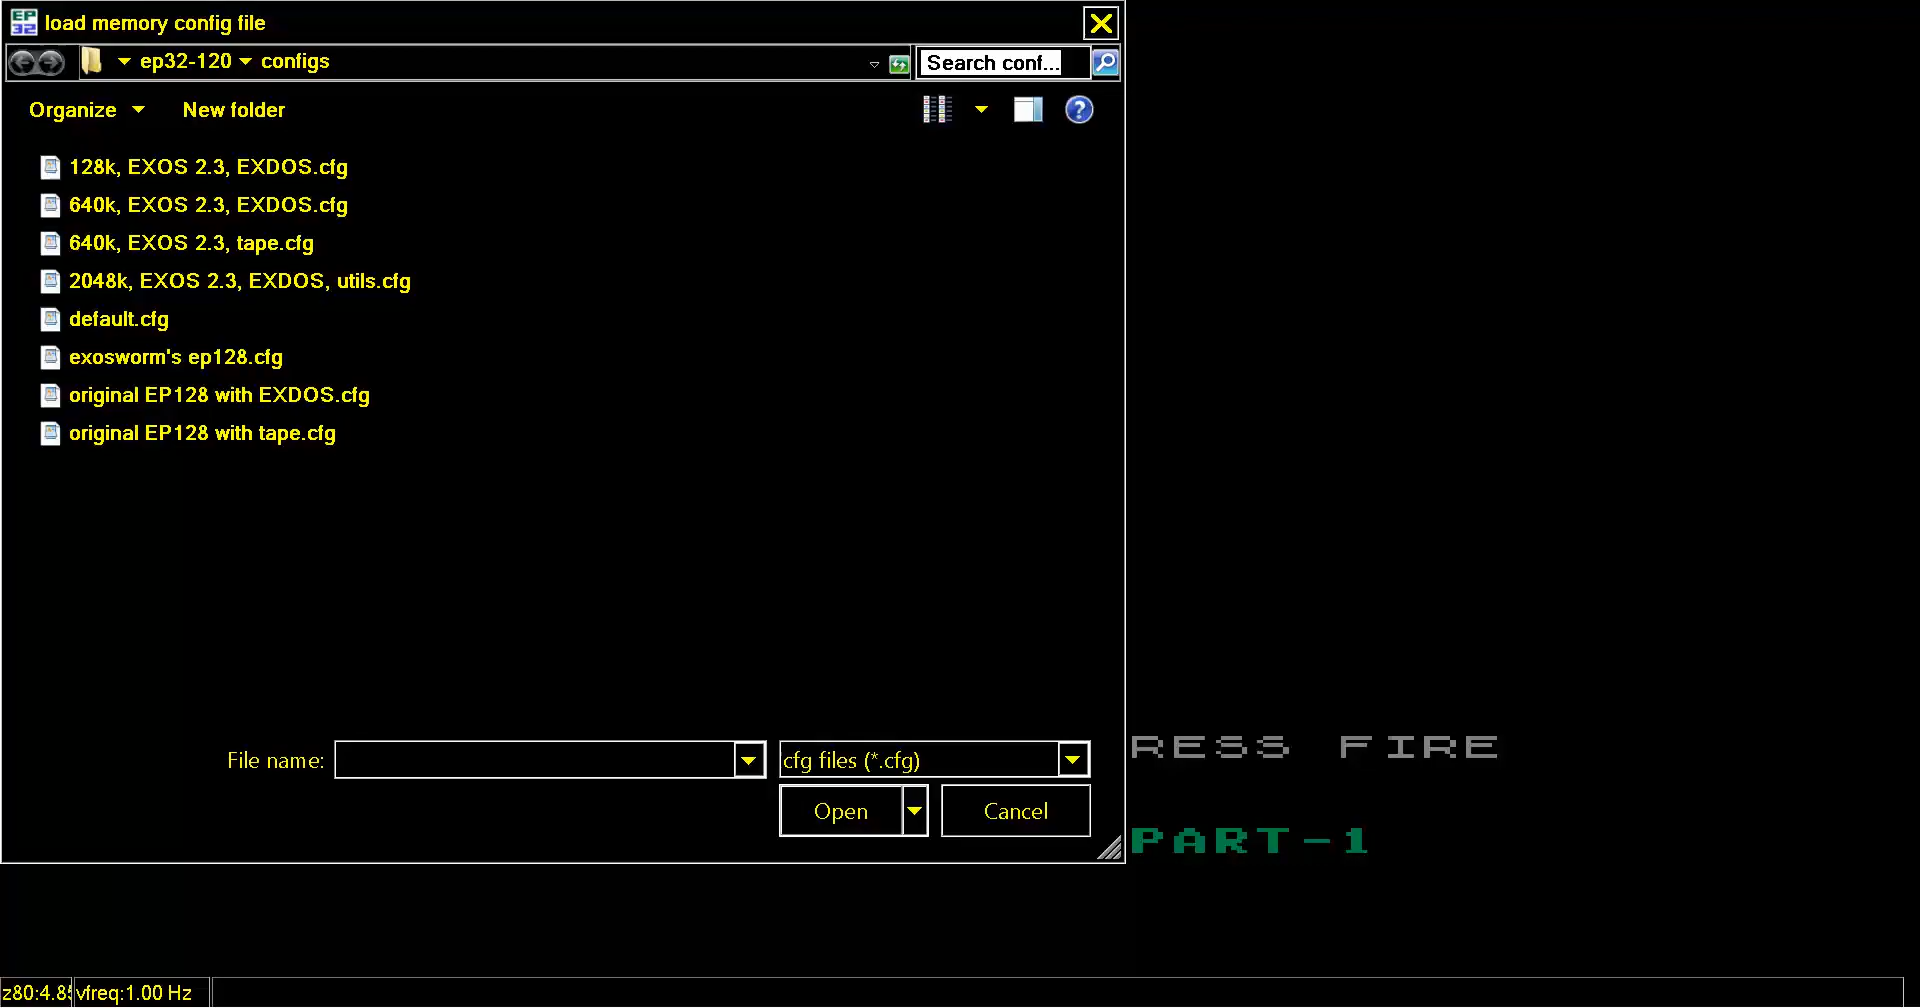 load memory config file
ep32-120 configs
Search conf...
Organize New folder
128k, EXOS 2.3, EXDOS.cfg
640k, EXOS 2.3, EXDOS.cfg
640k, EXOS 2.3, tape.cfg
2048k, EXOS 2.3, EXDOS, utils.cfg
default.cfg
exosworm's ep128.cfg
original EP128 with EXDOS.cfg
original EP128 with tape.cfg
File name: cfg files (*.cfg)
Open Cancel
RESS FIRE
PART-1
z80:4.8 vfreq:1.00 Hz